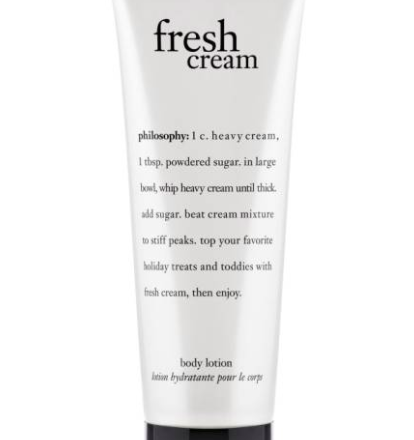 fresh
cream
philosophy: 1 c. heavy cream,
1 tbsp. powdered sugar. in large
bowl, whip heavy cream until thick.
add sugar. beat cream mixture
to stiff peaks. top your favorite
holiday treats and toddies with
fresh cream, then enjoy.
body lotion
lotion hydratante pour le corps